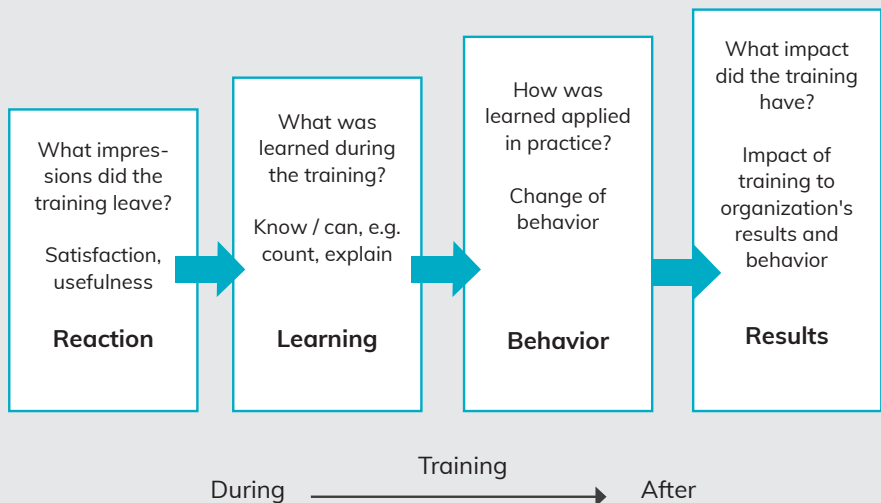 What impres-
sions did the
training leave?
Satisfaction,
usefulness
Reaction
What was
learned during
the training?
Know / can, e.g.
count, explain
Learning
How was
learned applied
in practice?
Change of
behavior
Behavior
What impact
did the training
have?
Impact of
training to
organization's
results and
behavior
Results
Training
During
After